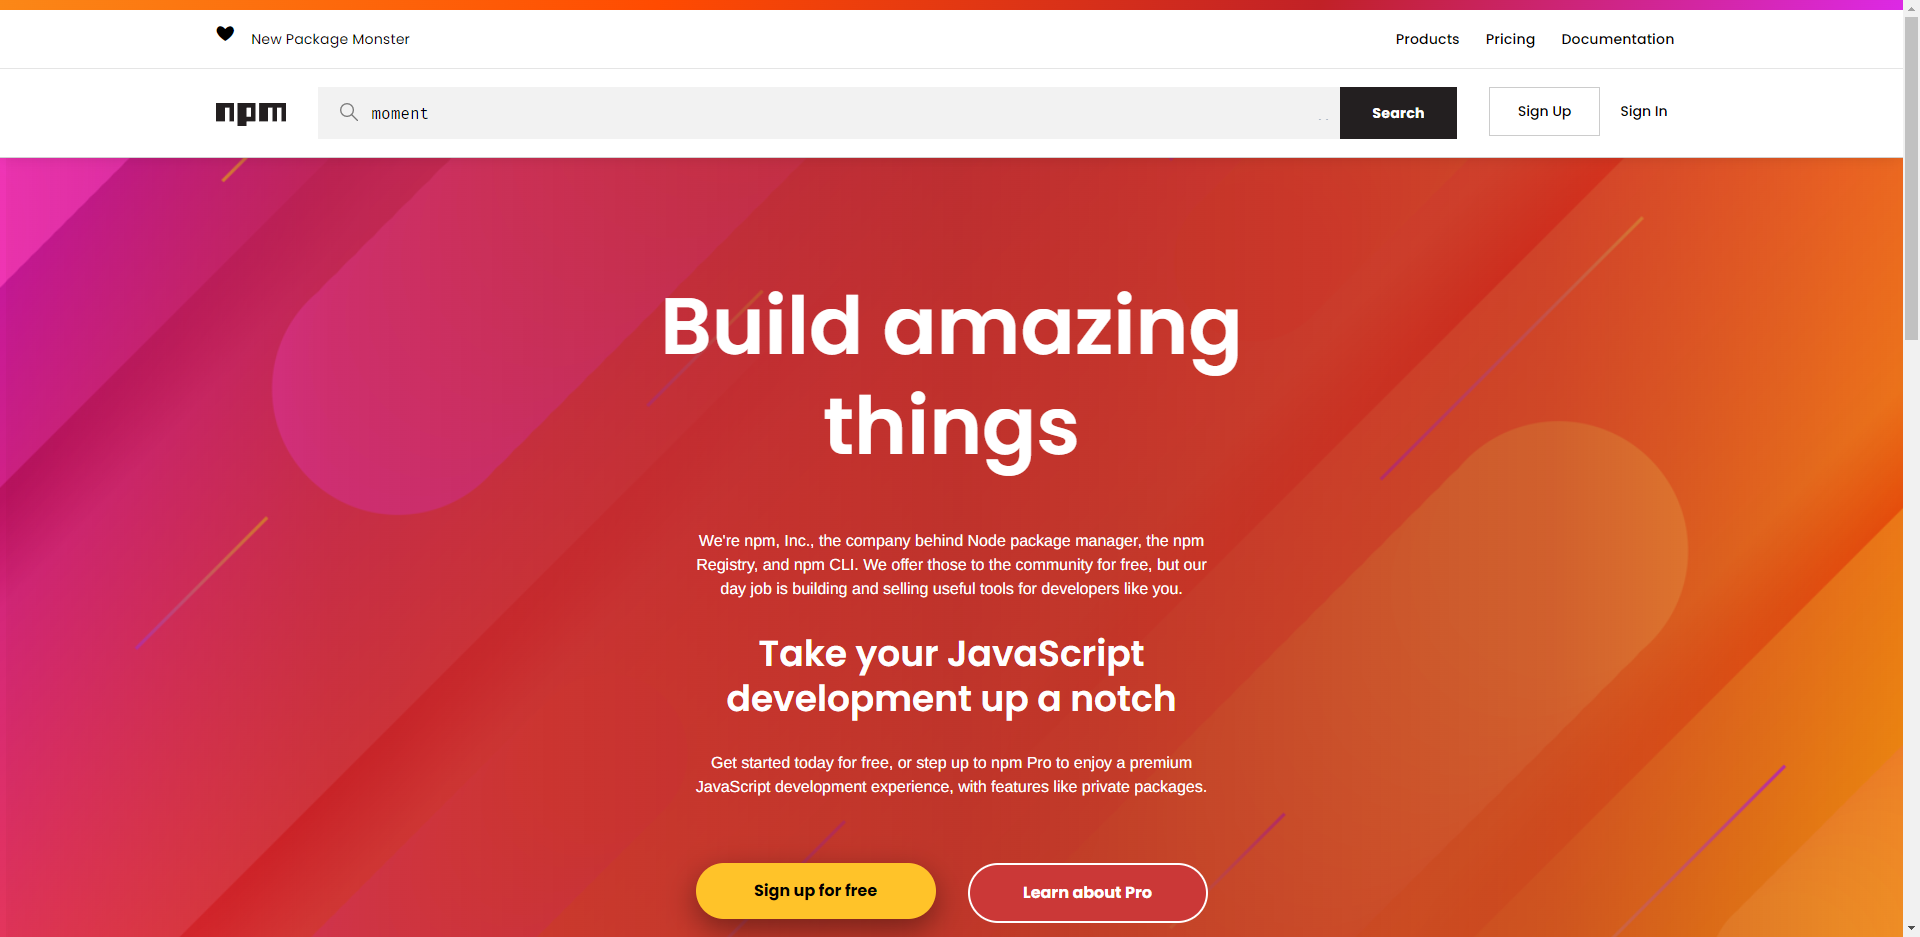 New Package Monster
Products Pricing Documentation
npm
moment
Search
Sign Up
Sign In
Build amazing
things
We're npm, Inc., the company behind Node package manager, the npm
Registry, and npm CLI. We offer those to the community for free, but our
day job is building and selling useful tools for developers like you.
Take your JavaScript
development up a notch
Get started today for free, or step up to npm Pro to enjoy a premium
JavaScript development experience, with features like private packages.
Sign up for free
Learn about Pro